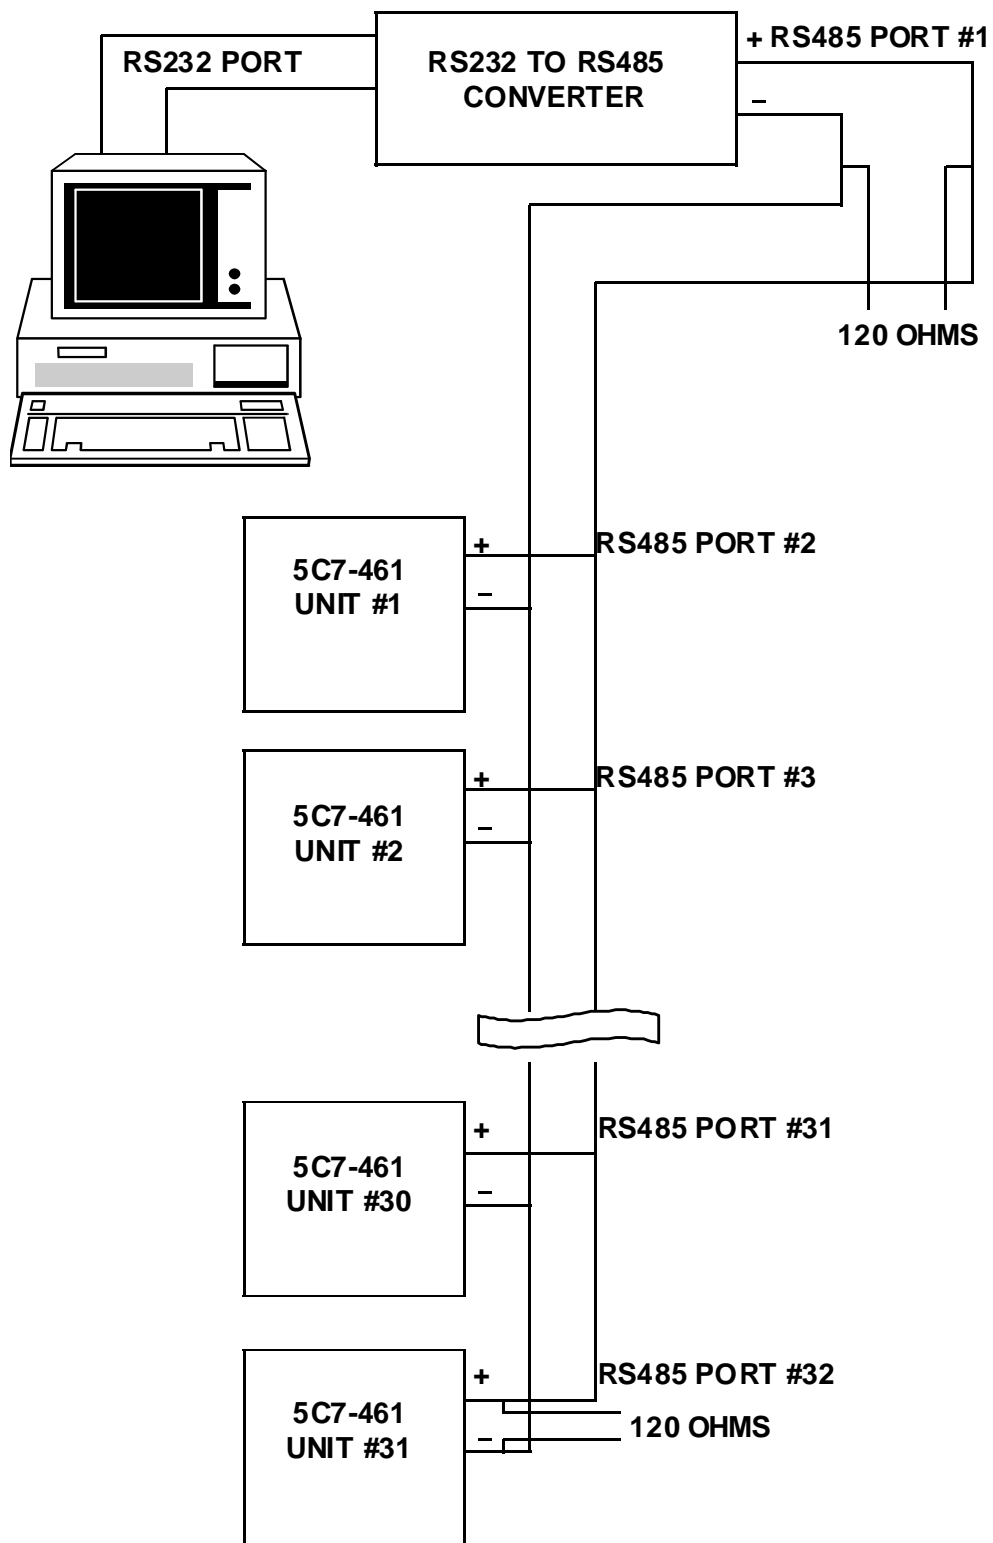 + RS485 PORT #1
RS232 PORT
RS232 TO RS485
CONVERTER
–
120 OHMS
+
RS485 PORT #2
5C7-461
UNIT #1
–
+
RS485 PORT #3
5C7-461
UNIT #2
–
+
RS485 PORT #31
5C7-461
UNIT #30
–
+
RS485 PORT #32
5C7-461
UNIT #31
–
120 OHMS